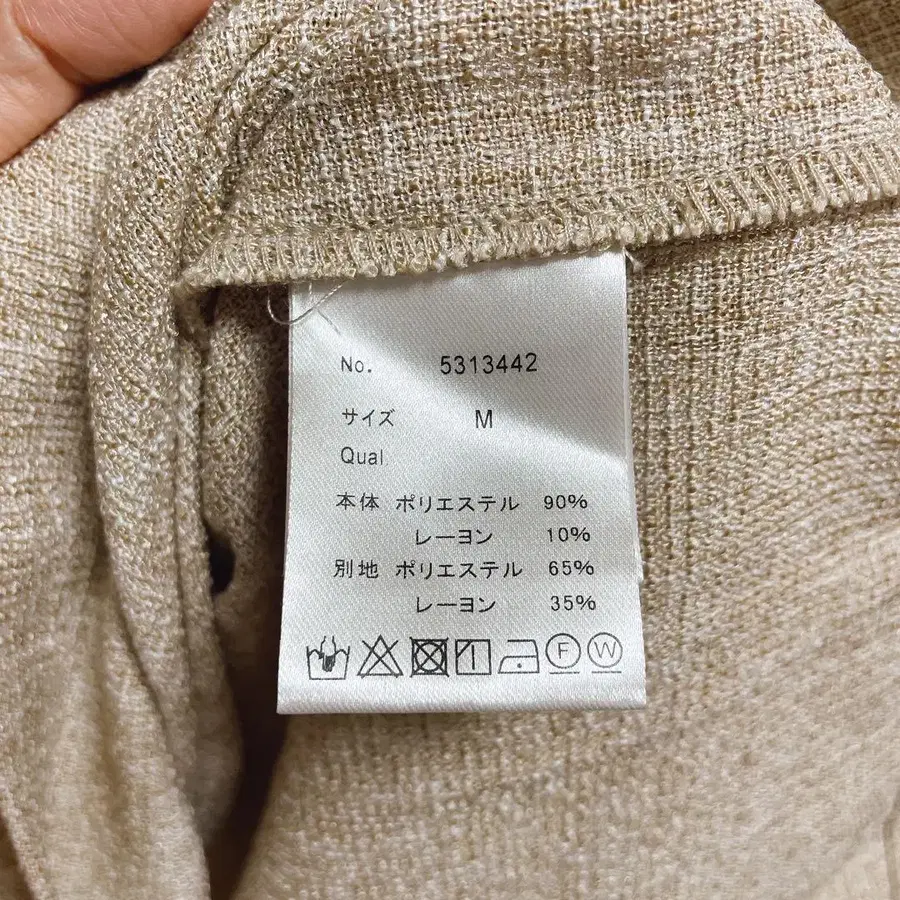 No. 5313442
サイズ M
Qual
本体 ポリエステル 90%
レーヨン 10%
別地 ポリエステル 65%
レーヨン 35%
F W